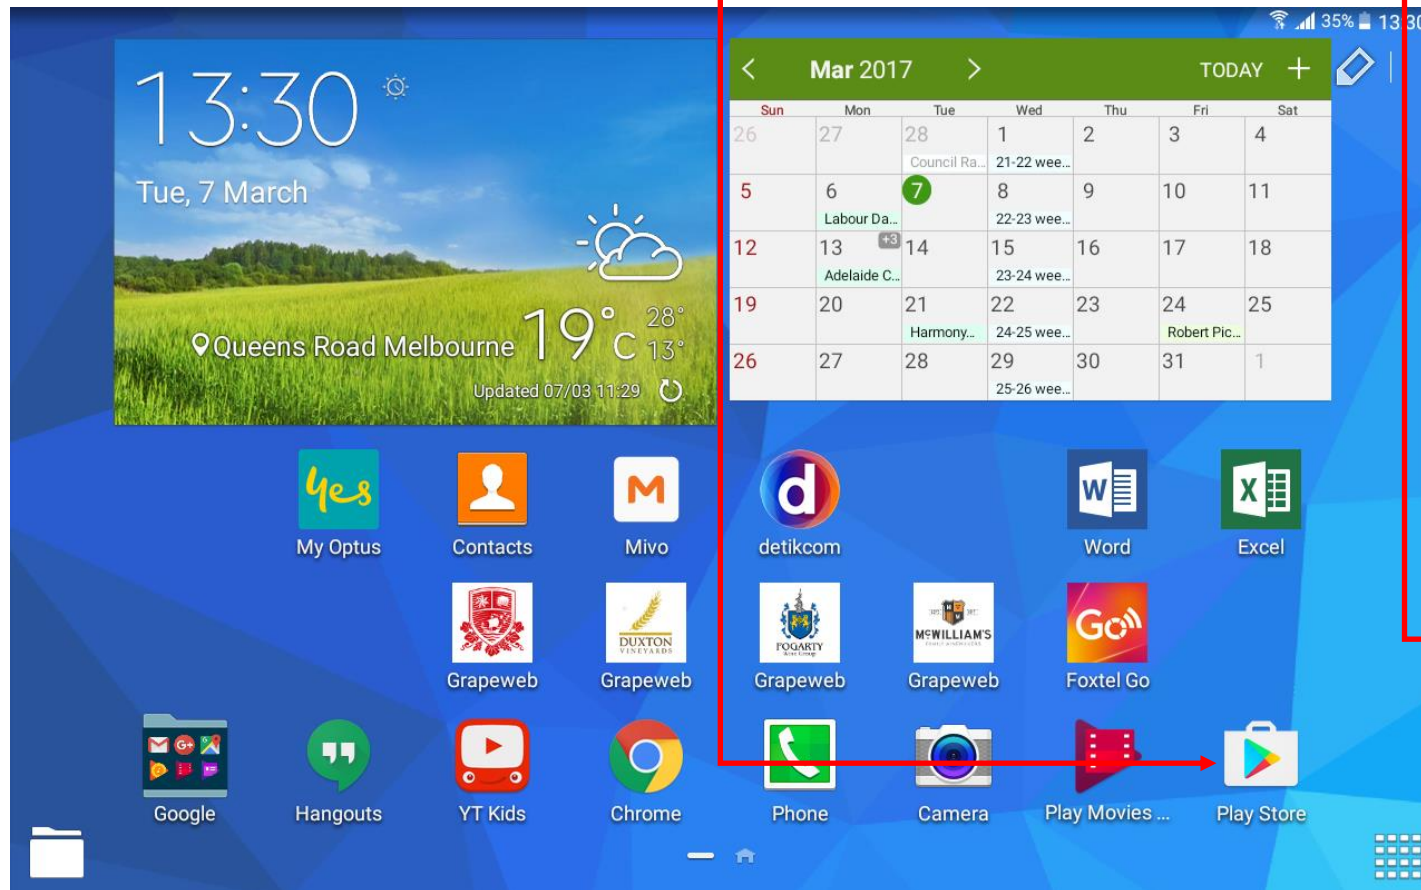 35% 13:30
13:30
Tue, 7 March
Queens Road Melbourne 19°C 28° 13°
Updated 07/03 11:29
Mar 2017 TODAY +
Sun Mon Tue Wed Thu Fri Sat
26 27 28 1 2 3 4
Council Ra... 21-22 wee...
5 6 7 8 9 10 11
Labour Da... 22-23 wee...
12 13 +3 14 15 16 17 18
Adelaide C... 23-24 wee...
19 20 21 22 23 24 25
Harmony... 24-25 wee... Robert Pic...
26 27 28 29 30 31 1
25-26 wee...
yes M d W X
My Optus Contacts Mivo detikcom Word Excel
DUXTON
VINEYARDS
FOGARTY
Wine Group
McWILLIAM'S
GO
Grapeweb Grapeweb Grapeweb Grapeweb Foxtel Go
G+
Google Hangouts YT Kids Chrome Phone Camera Play Movies ... Play Store